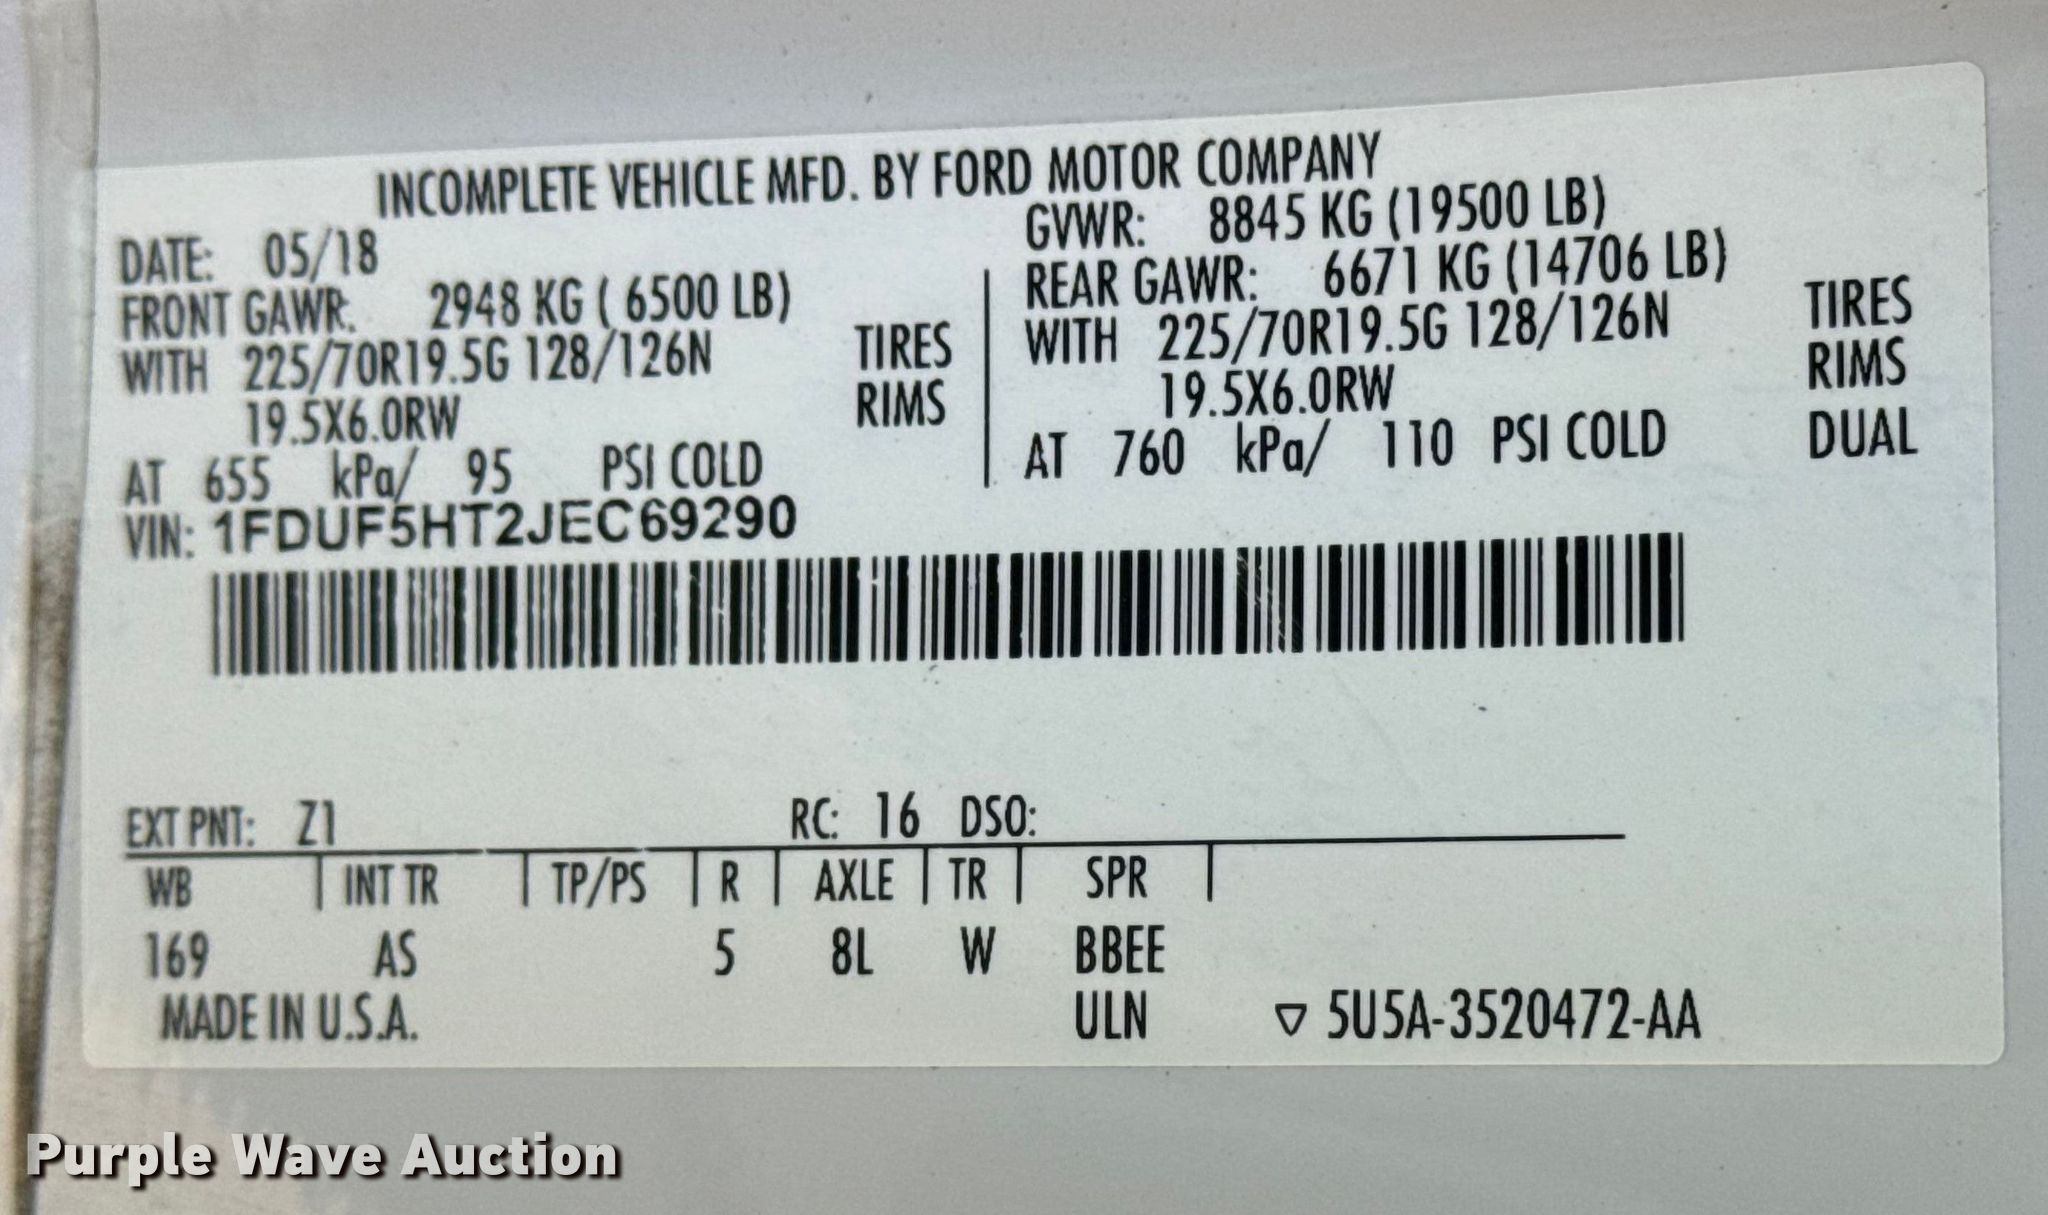 INCOMPLETE VEHICLE MFD. BY FORD MOTOR COMPANY
DATE: 05/18
GVWR: 8845 KG (19500 LB)
FRONT GAWR: 2948 KG ( 6500 LB)
REAR GAWR: 6671 KG (14706 LB)
WITH 225/70R19.5G 128/126N TIRES
WITH 225/70R19.5G 128/126N TIRES
19.5X6.0RW RIMS
19.5X6.0RW RIMS
AT 655 kPa/ 95 PSI COLD
AT 760 kPa/ 110 PSI COLD DUAL
VIN: 1FDUF5HT2JEC69290
EXT PNT: Z1 RC: 16 DSO:
WB | INT TR | TP/PS | R | AXLE | TR | SPR |
169 AS 5 8L W BBEE
MADE IN U.S.A. ULN ▽ 5U5A-3520472-AA
Purple Wave Auction